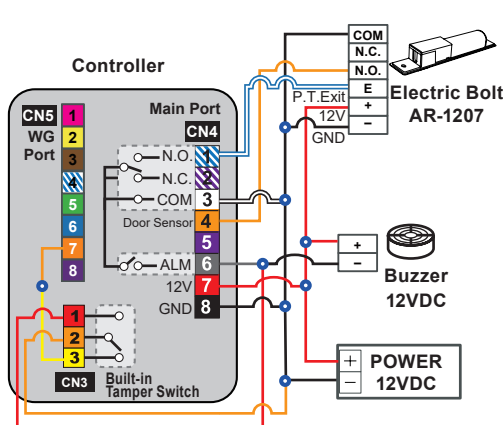 Controller
CN5
WG
Port
1
2
3
4
5
6
7
8
Main Port
CN4
N.O.
1
N.C.
2
COM
3
Door Sensor
4
5
ALM
6
12V
7
GND
8
1
2
3
CN3
Built-in
Tamper Switch
COM
N.C.
N.O.
E
+
−
P.T.Exit
12V
GND
Electric Bolt
AR-1207
+
−
Buzzer
12VDC
+
−
POWER
12VDC